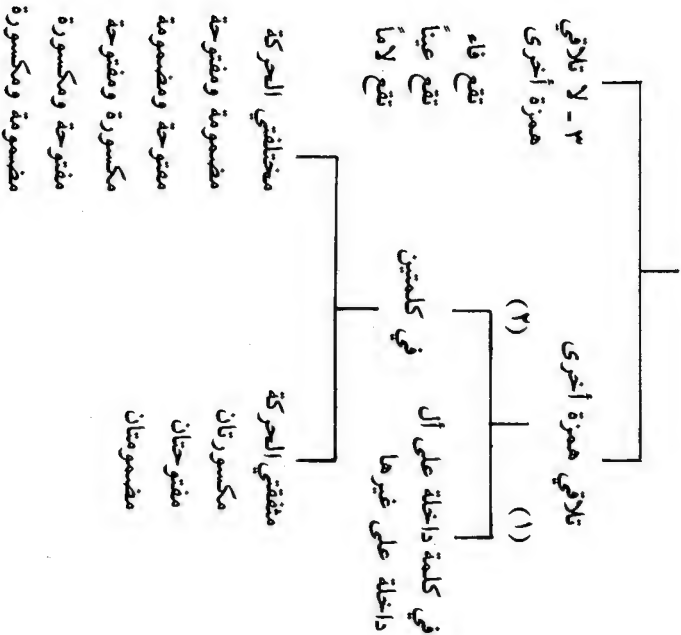 تلاقي همزة أخرى
٣ - لا تلاقي
همزة أخرى
(١)
(٢)
في كلمة داخلة على أل
داخلة على غيرها
في كلمتين
تقع فاء
تقع عيناً
تقع لاماً
متفقتي الحركة
مكسورتان
مفتوحتان
مضمومتان
مختلفتي الحركة
مضمومة ومفتوحة
مفتوحة ومضمومة
مكسورة ومفتوحة
مفتوحة ومكسورة
مضمومة ومكسورة